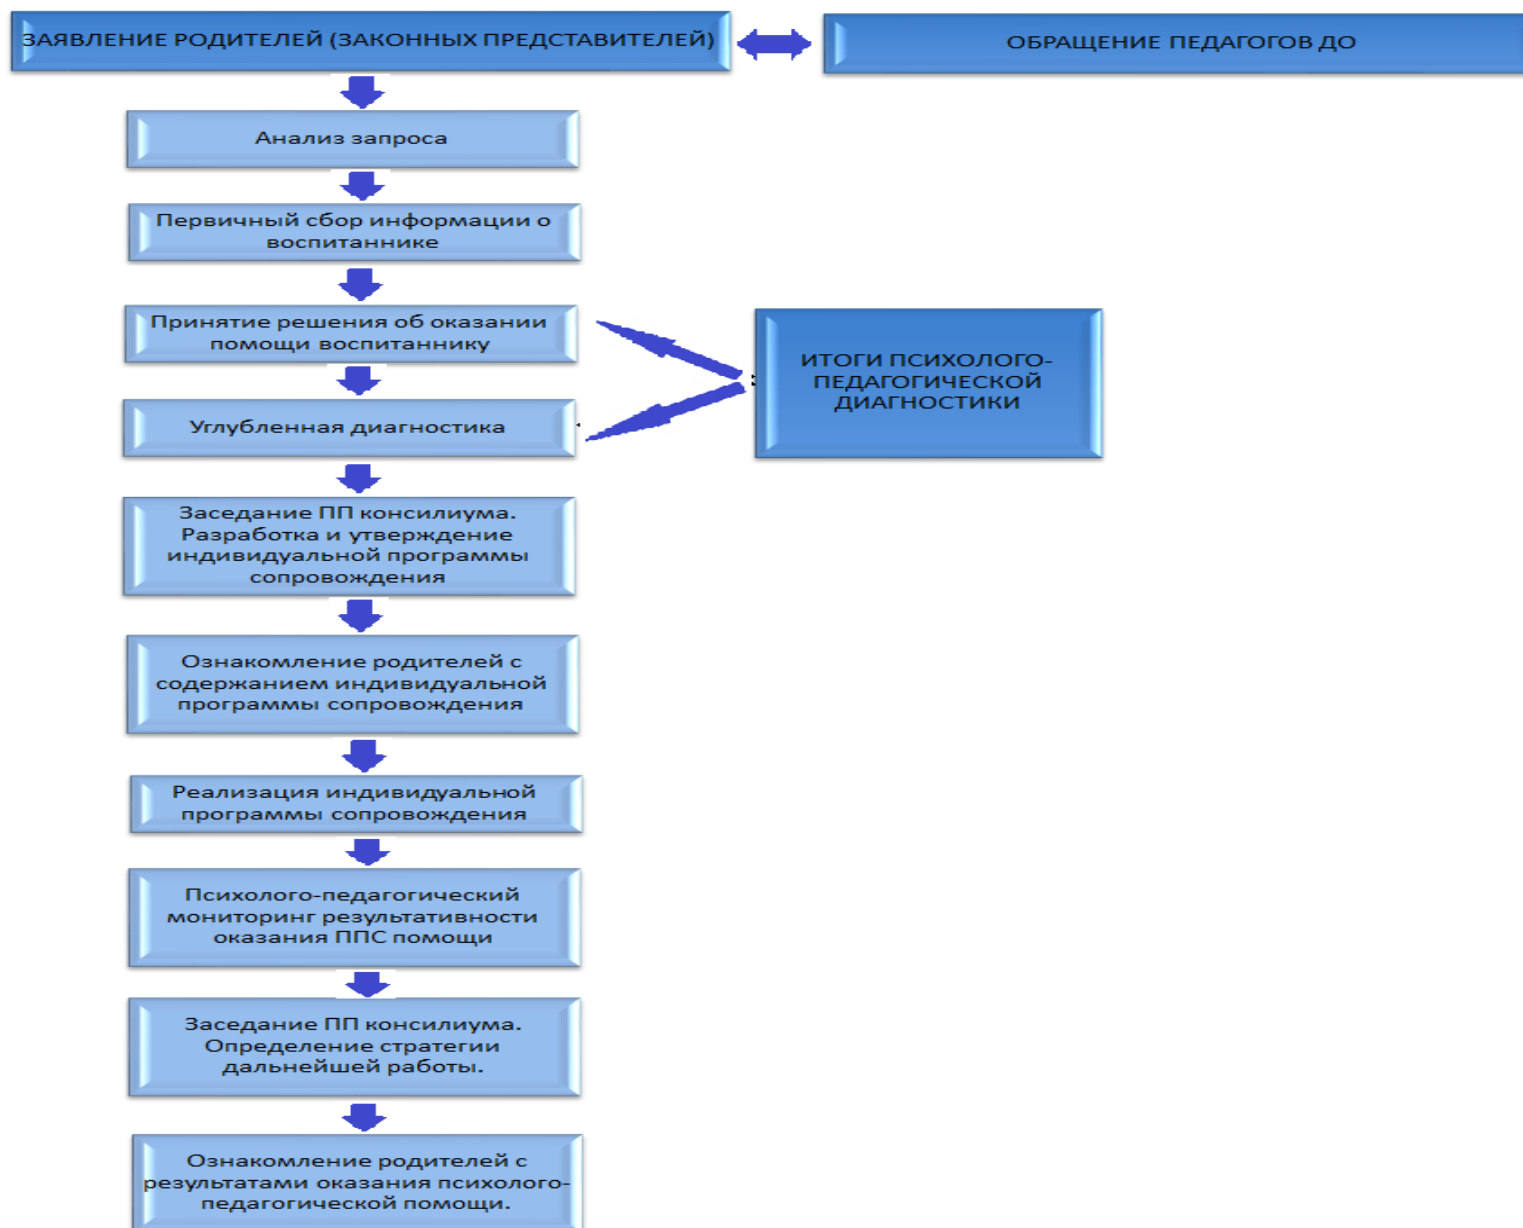 ЗАЯВЛЕНИЕ РОДИТЕЛЕЙ (ЗАКОННЫХ ПРЕДСТАВИТЕЛЕЙ)
ОБРАЩЕНИЕ ПЕДАГОГОВ ДО
Анализ запроса
Первичный сбор информации о
воспитаннике
Принятие решения об оказании
помощи воспитаннику
ИТОГИ ПСИХОЛОГО-
ПЕДАГОГИЧЕСКОЙ
ДИАГНОСТИКИ
Углубленная диагностика
Заседание ПП консилиума.
Разработка и утверждение
индивидуальной программы
сопровождения
Ознакомление родителей с
содержанием индивидуальной
программы сопровождения
Реализация индивидуальной
программы сопровождения
Психолого-педагогический
мониторинг результативности
оказания ППС помощи
Заседание ПП консилиума.
Определение стратегии
дальнейшей работы.
Ознакомление родителей с
результатами оказания психолого-
педагогической помощи.